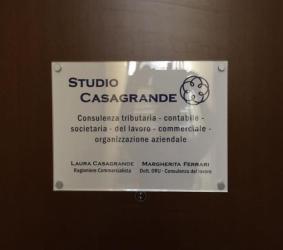 STUDIO
CASAGRANDE
Consulenza tributaria - contabile -
societaria - del lavoro - commerciale -
organizzazione aziendale
LAURA CASAGRANDE MARGHERITA FERRARI
Ragioniere Commercialista Dott. ORU - Consulenza del lavoro